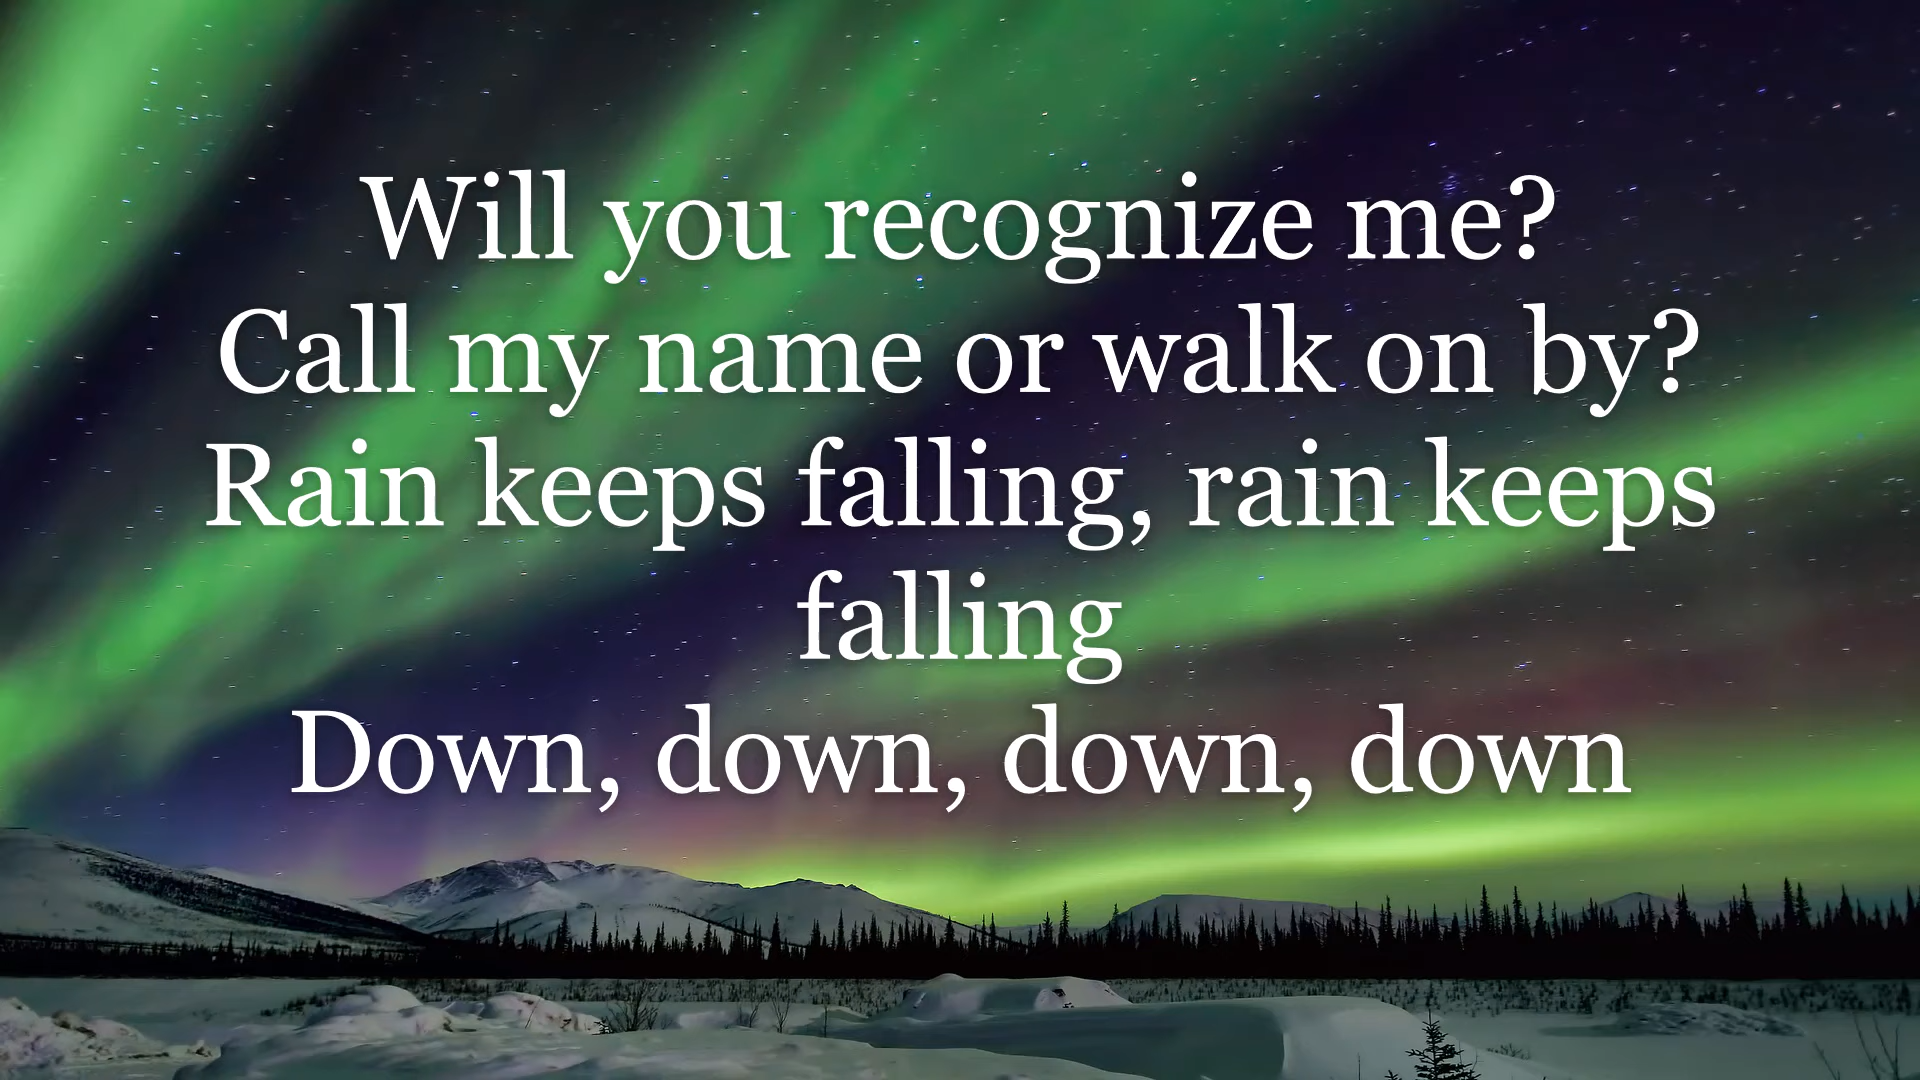 Will you recognize me?
Call my name or walk on by?
Rain keeps falling, rain keeps
falling
Down, down, down, down